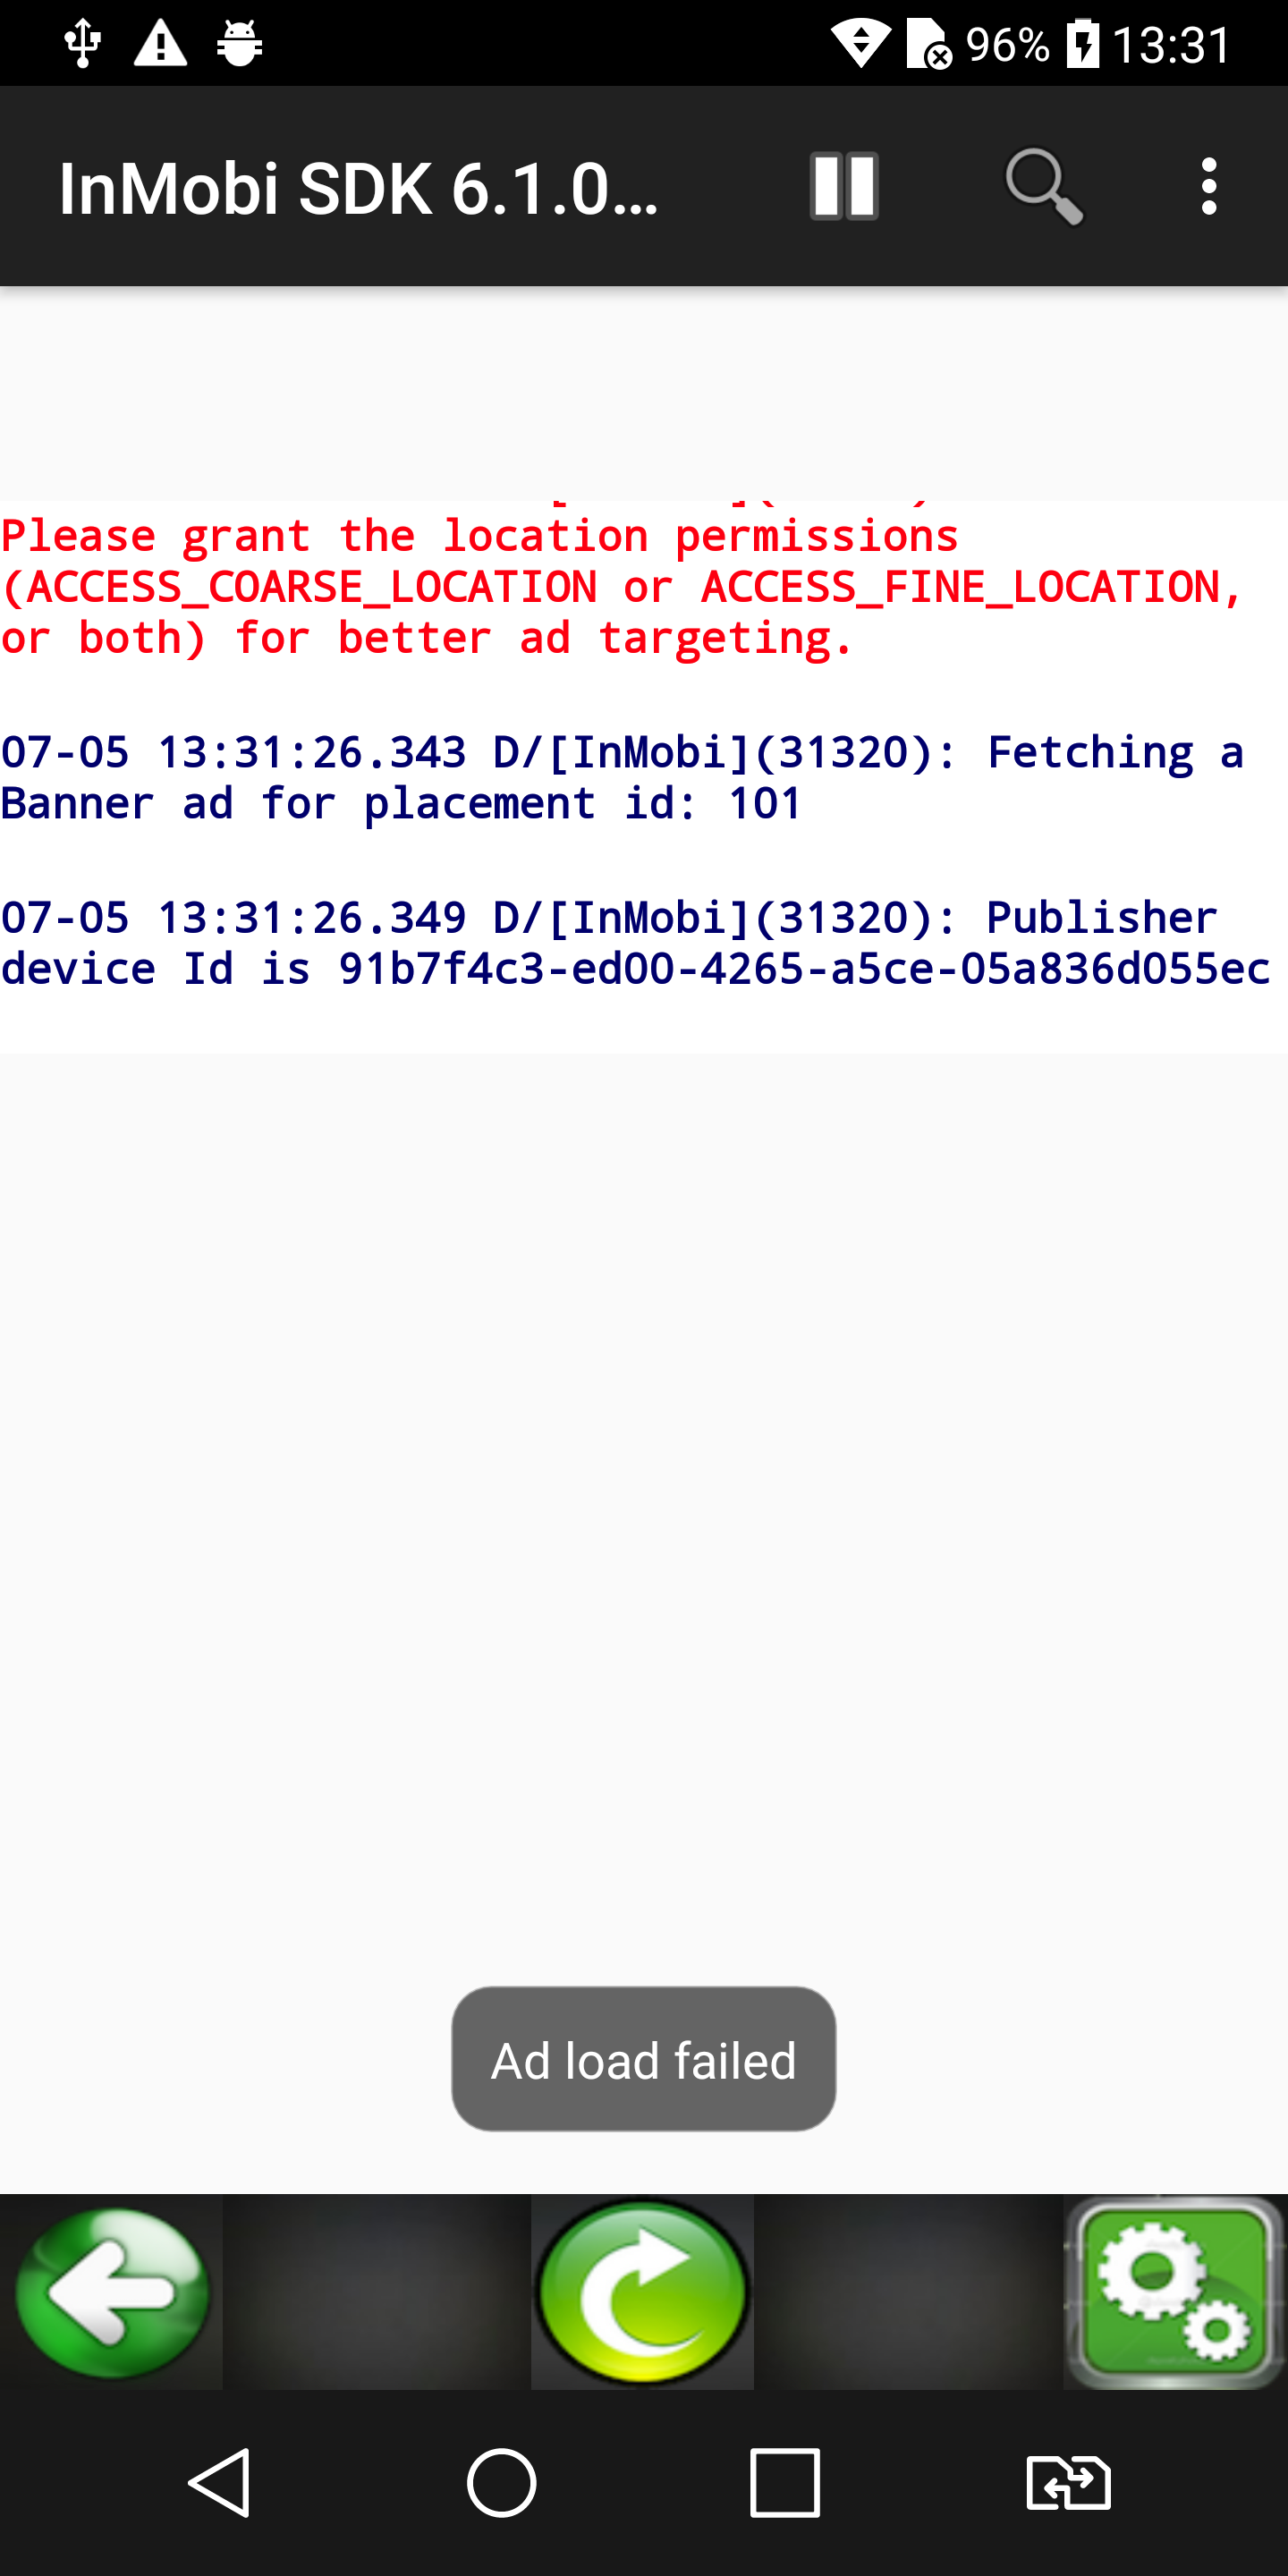 96% 13:31
InMobi SDK 6.1.0...
Please grant the location permissions
(ACCESS_COARSE_LOCATION or ACCESS_FINE_LOCATION,
or both) for better ad targeting.
07-05 13:31:26.343 D/[InMobi](31320): Fetching a
Banner ad for placement id: 101
07-05 13:31:26.349 D/[InMobi](31320): Publisher
device Id is 91b7f4c3-ed00-4265-a5ce-05a836d055ec
Ad load failed